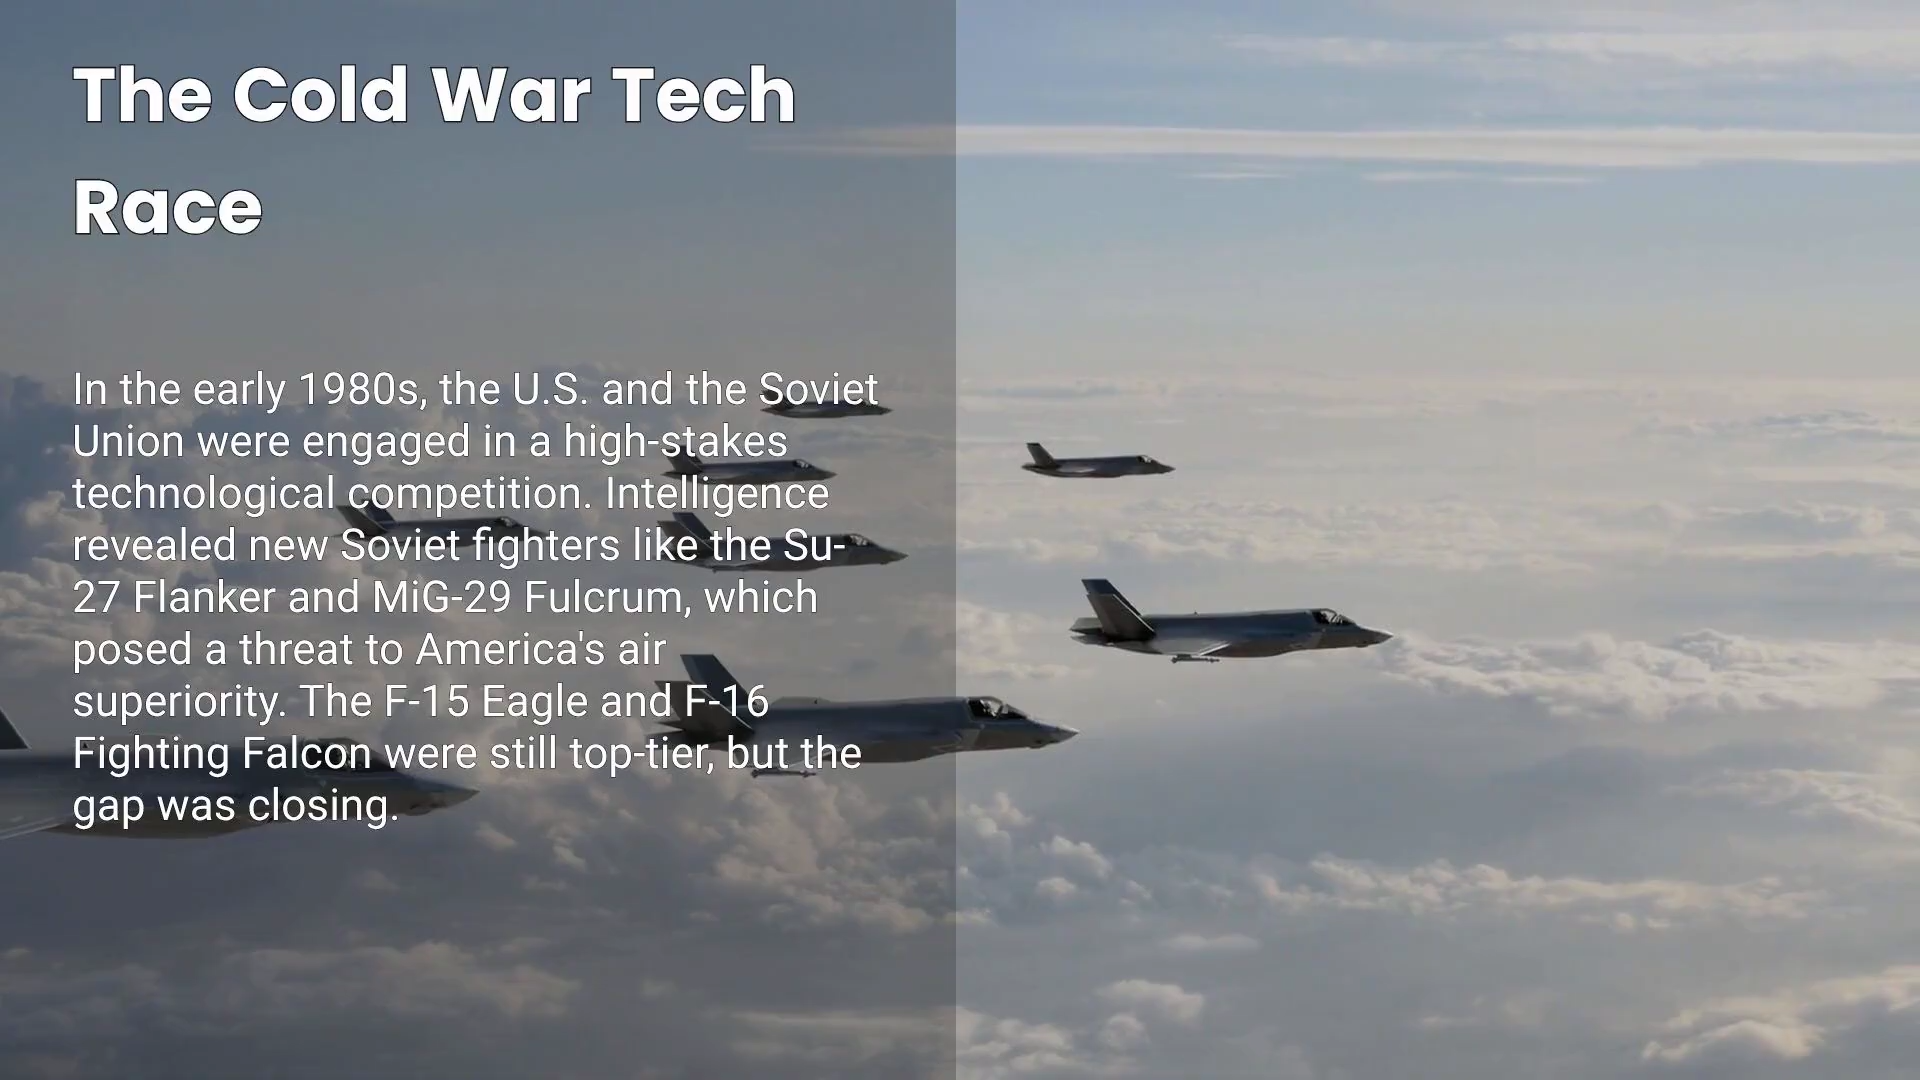 The Cold War Tech
Race
In the early 1980s, the U.S. and the Soviet
Union were engaged in a high-stakes
technological competition. Intelligence
revealed new Soviet fighters like the Su-
27 Flanker and MiG-29 Fulcrum, which
posed a threat to America's air
superiority. The F-15 Eagle and F-16
Fighting Falcon were still top-tier, but the
gap was closing.